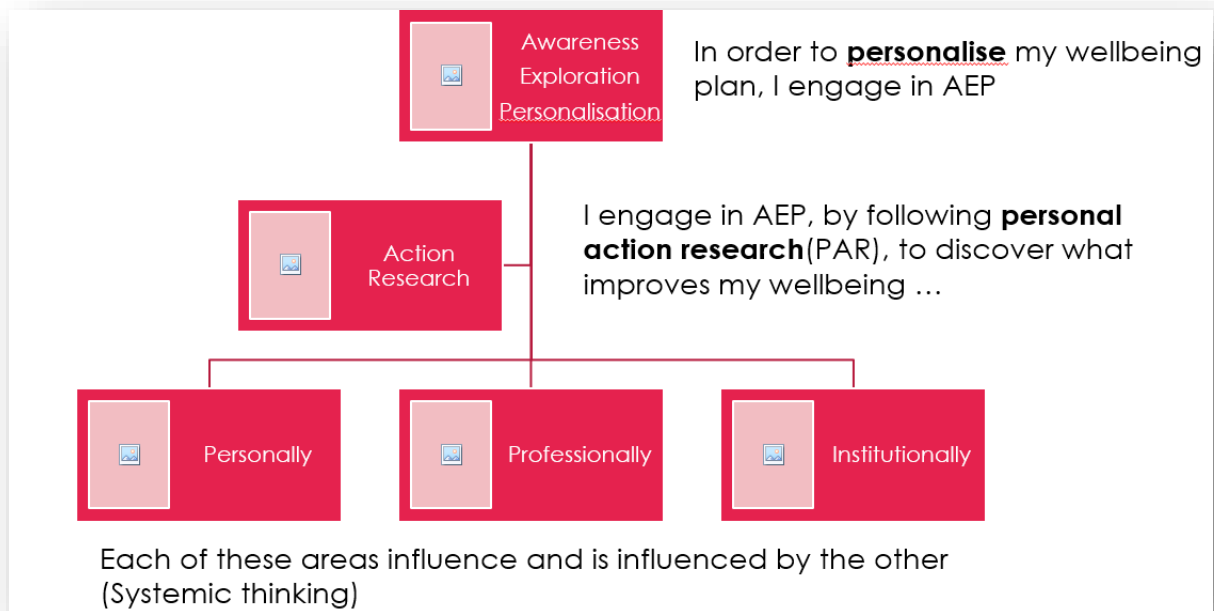 Awareness
Exploration
Personalisation
In order to personalise my wellbeing
plan, I engage in AEP
Action
Research
I engage in AEP, by following personal
action research(PAR), to discover what
improves my wellbeing …
Personally
Professionally
Institutionally
Each of these areas influence and is influenced by the other
(Systemic thinking)